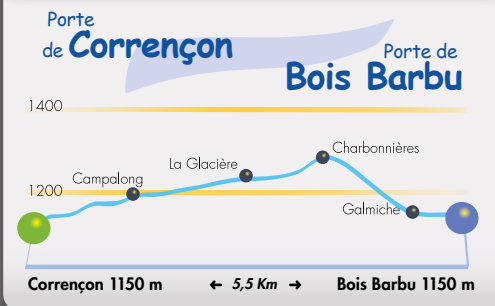 Porte
de Corrençon
Porte de
Bois Barbu
1400
Charbonnières
La Glacière
Campalong
1200
Galmiche
Corrençon 1150 m
← 5,5 Km →
Bois Barbu 1150 m